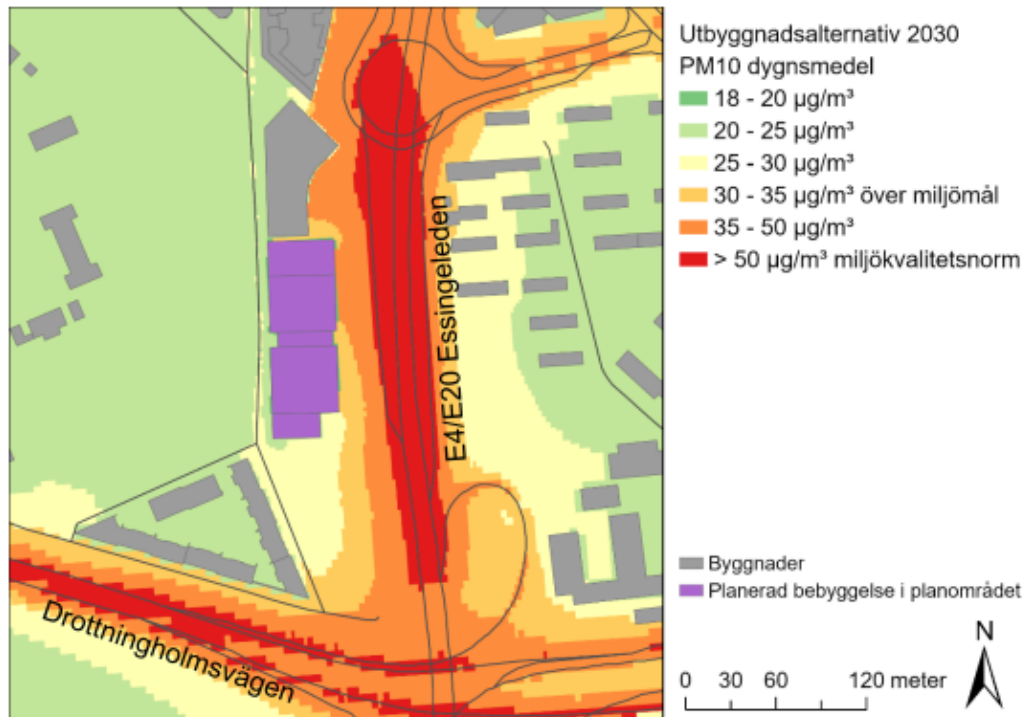 Utbyggnadsalternativ 2030
PM10 dygnsmedel
18 - 20 µg/m³
20 - 25 µg/m³
25 - 30 µg/m³
30 - 35 µg/m³ över miljömål
35 - 50 µg/m³
> 50 µg/m³ miljökvalitetsnorm
E4/E20 Essingeleden
Drottningholmsvägen
Byggnader
Planerad bebyggelse i planområdet
N
0 30 60 120 meter